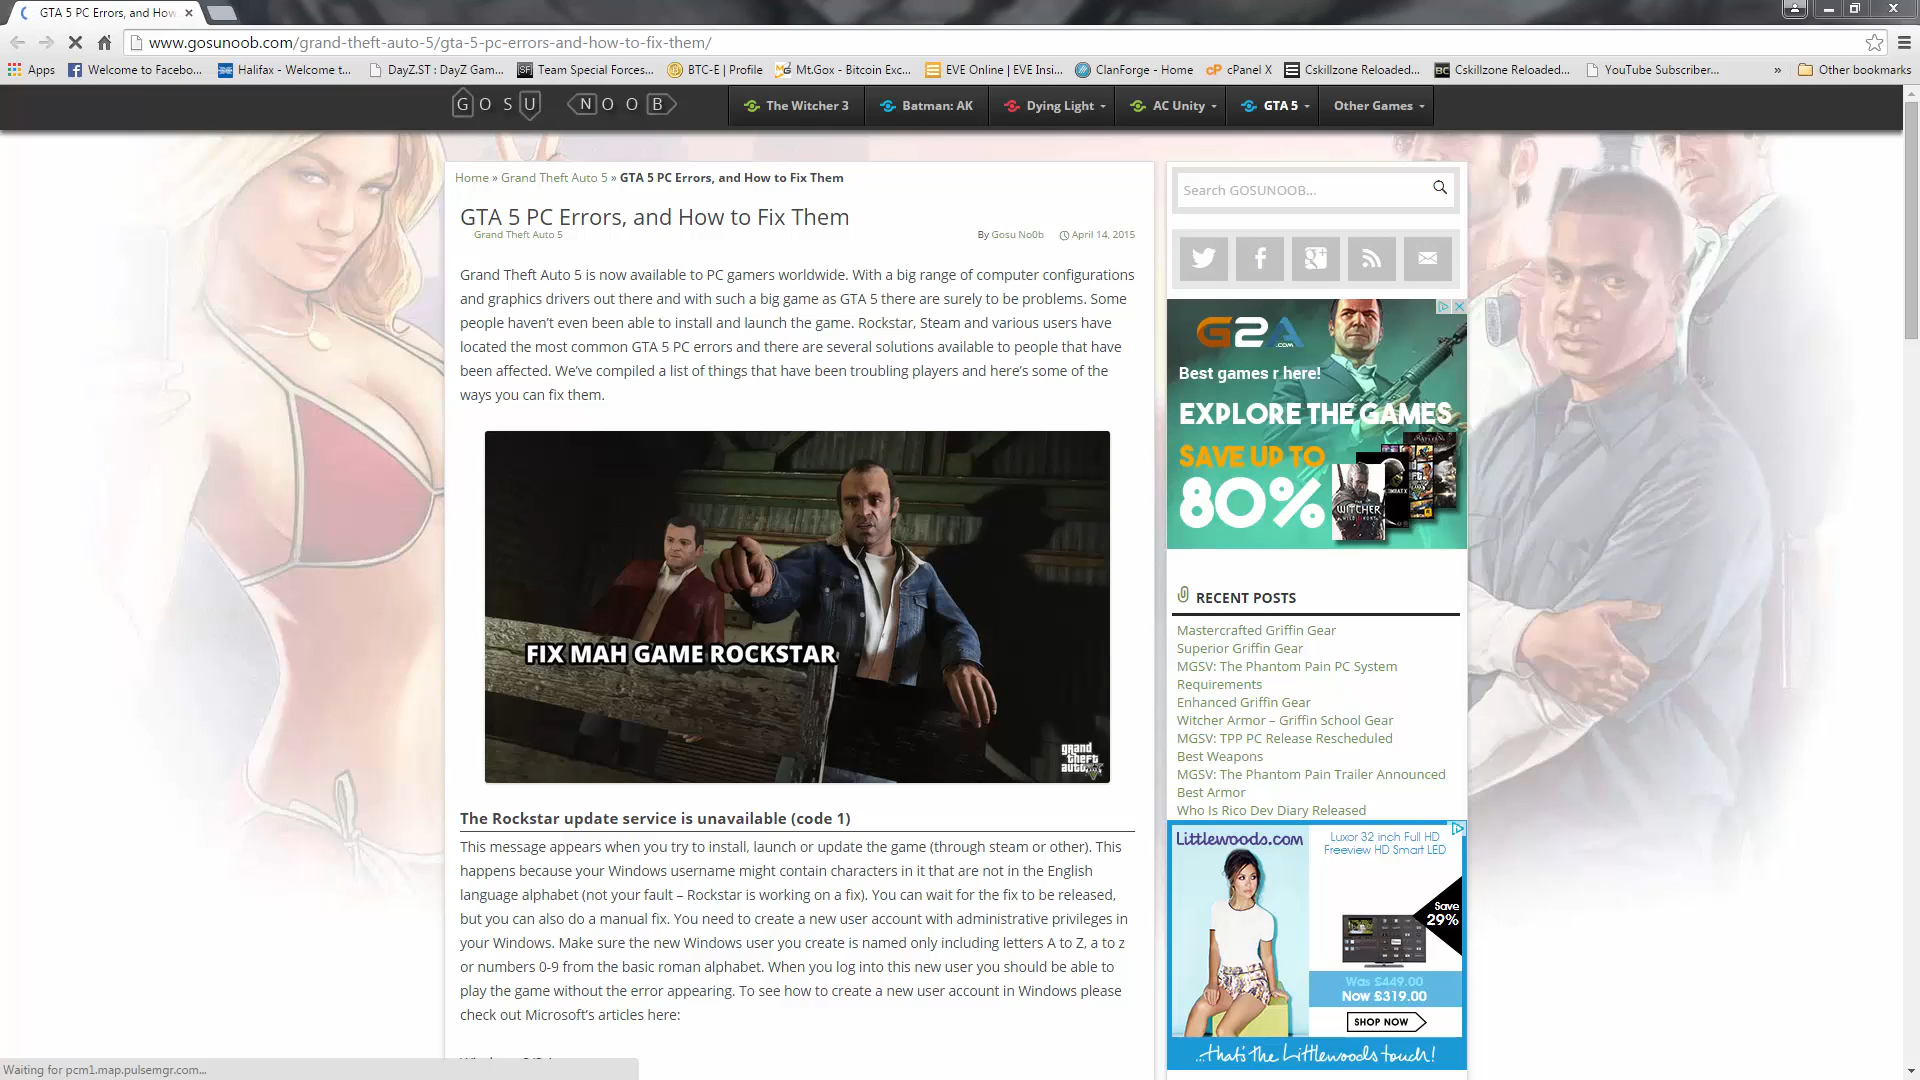 GTA 5 PC Errors, and How
www.gosunoob.com/grand-theft-auto-5/gta-5-pc-errors-and-how-to-fix-them/
Apps
Welcome to Facebo...
Halifax - Welcome t...
DayZ.ST : DayZ Gam...
Team Special Forces...
BTC-E | Profile
Mt.Gox - Bitcoin Exc...
EVE Online | EVE Insi...
ClanForge - Home
cPanel X
Cskillzone Reloaded...
Cskillzone Reloaded...
YouTube Subscriber...
»
Other bookmarks
GOSU NOOB
The Witcher 3
Batman: AK
Dying Light
AC Unity
GTA 5
Other Games
Home » Grand Theft Auto 5 » GTA 5 PC Errors, and How to Fix Them
GTA 5 PC Errors, and How to Fix Them
Grand Theft Auto 5
By Gosu No0b
April 14, 2015
Grand Theft Auto 5 is now available to PC gamers worldwide. With a big range of computer configurations
and graphics drivers out there and with such a big game as GTA 5 there are surely to be problems. Some
people haven't even been able to install and launch the game. Rockstar, Steam and various users have
located the most common GTA 5 PC errors and there are several solutions available to people that have
been affected. We've compiled a list of things that have been troubling players and here's some of the
ways you can fix them.
FIX MAH GAME ROCKSTAR
grand
theft
auto V
The Rockstar update service is unavailable (code 1)
This message appears when you try to install, launch or update the game (through steam or other). This
happens because your Windows username might contain characters in it that are not in the English
language alphabet (not your fault – Rockstar is working on a fix). You can wait for the fix to be released,
but you can also do a manual fix. You need to create a new user account with administrative privileges in
your Windows. Make sure the new Windows user you create is named only including letters A to Z, a to z
or numbers 0-9 from the basic roman alphabet. When you log into this new user you should be able to
play the game without the error appearing. To see how to create a new user account in Windows please
check out Microsoft's articles here:
Search GOSUNOOB...
G2A.COM
Best games r here!
EXPLORE THE GAMES
SAVE UP TO
80%
WITCHER
RECENT POSTS
Mastercrafted Griffin Gear
Superior Griffin Gear
MGSV: The Phantom Pain PC System
Requirements
Enhanced Griffin Gear
Witcher Armor – Griffin School Gear
MGSV: TPP PC Release Rescheduled
Best Weapons
MGSV: The Phantom Pain Trailer Announced
Best Armor
Who Is Rico Dev Diary Released
Littlewoods.com
Luxor 32 inch Full HD
Freeview HD Smart LED
Save
29%
Was £449.00
Now £319.00
SHOP NOW
...that's the Littlewoods touch!
Waiting for pcm1.map.pulsemgr.com...